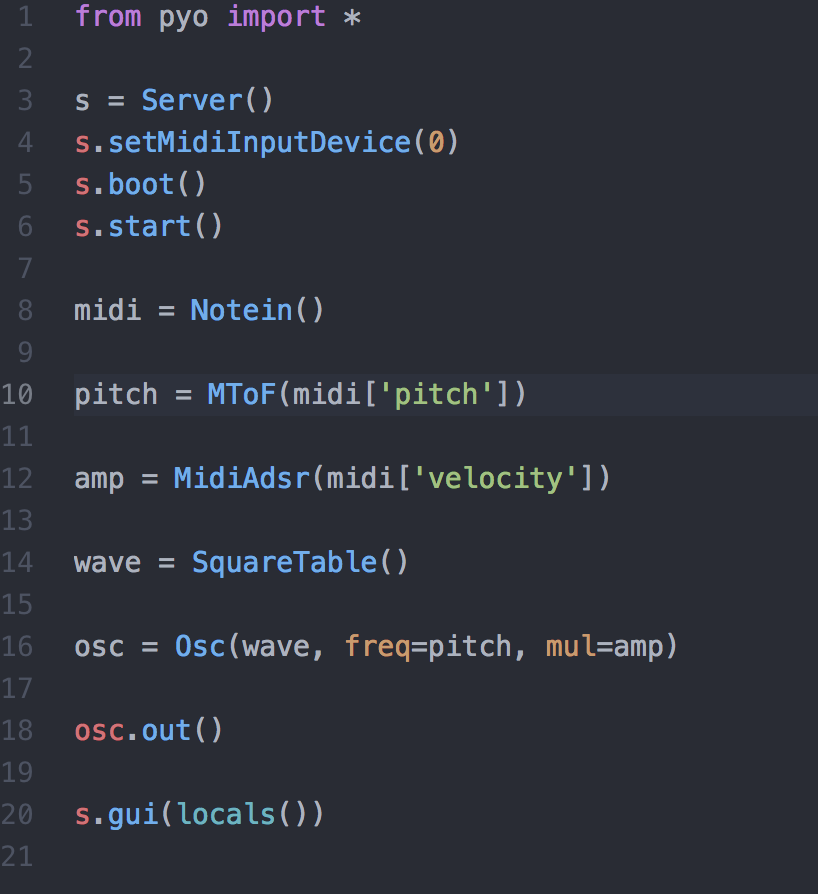 1 from pyo import *
2
3 s = Server()
4 s.setMidiInputDevice(0)
5 s.boot()
6 s.start()
7
8 midi = Notein()
9
10 pitch = MToF(midi['pitch'])
11
12 amp = MidiAdsr(midi['velocity'])
13
14 wave = SquareTable()
15
16 osc = Osc(wave, freq=pitch, mul=amp)
17
18 osc.out()
19
20 s.gui(locals())
21